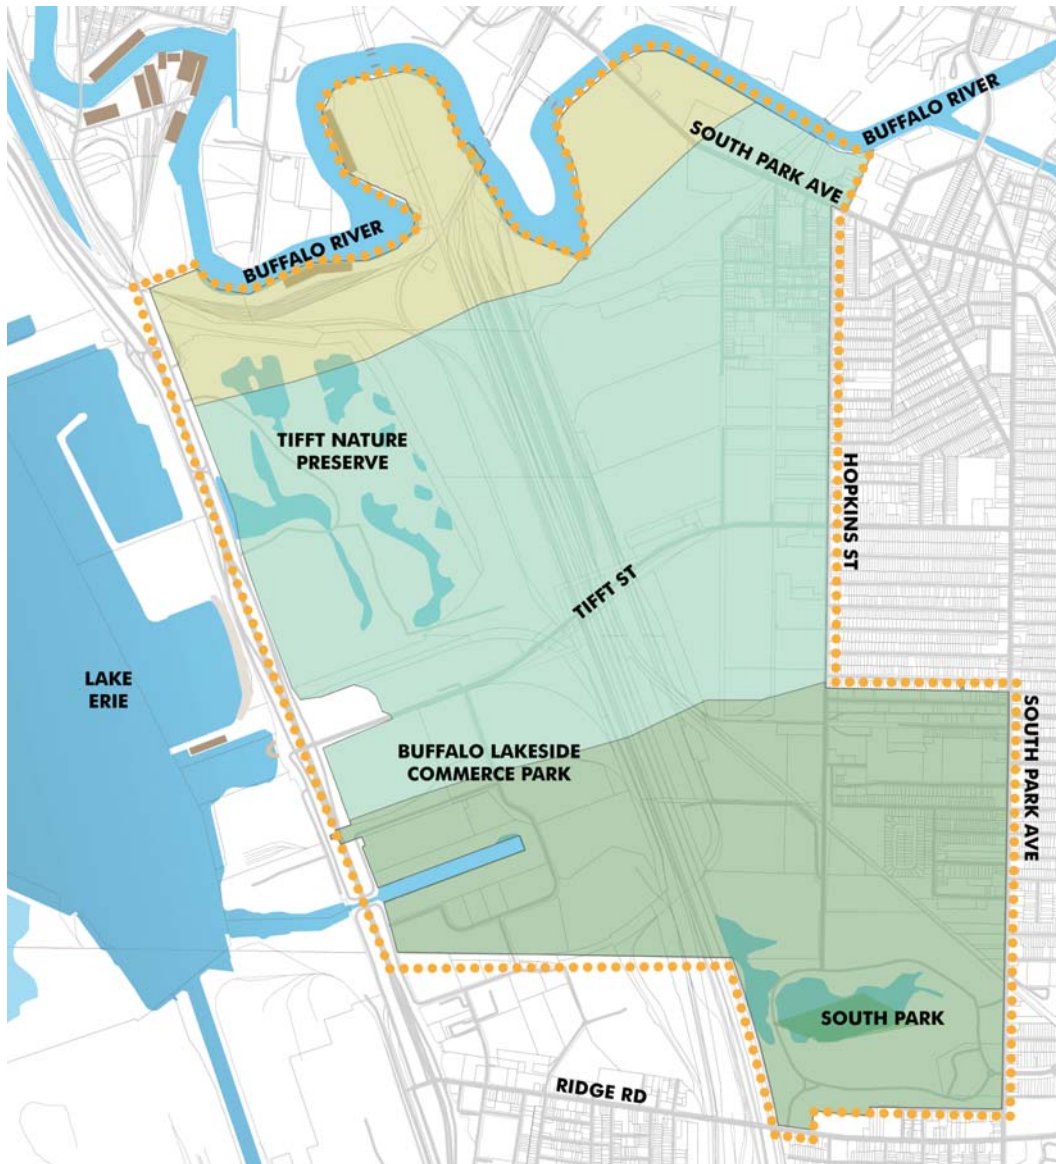 BUFFALO RIVER
SOUTH PARK AVE
BUFFALO RIVER
TIFFT NATURE
PRESERVE
HOPKINS ST
TIFFT ST
LAKE
ERIE
BUFFALO LAKESIDE
COMMERCE PARK
SOUTH PARK AVE
SOUTH PARK
RIDGE RD